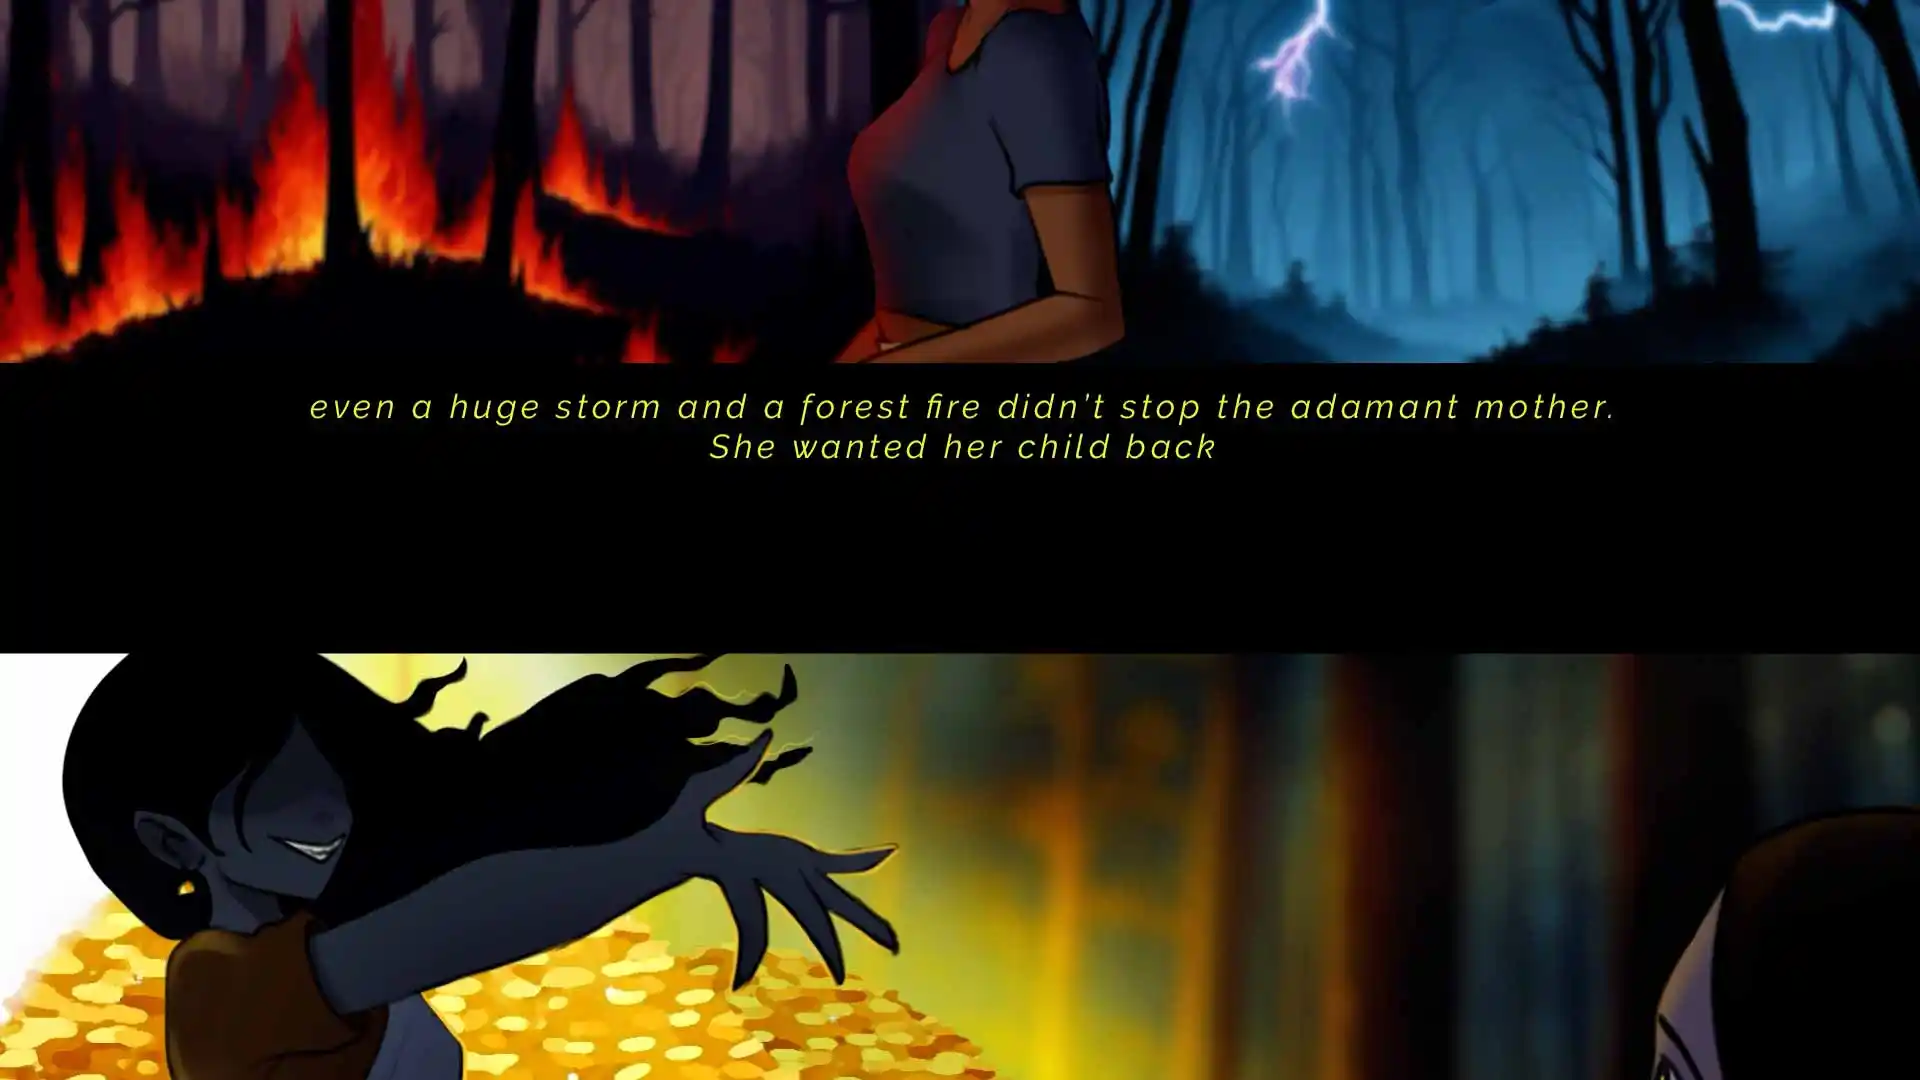 even a huge storm and a forest fire didn't stop the adamant mother.
She wanted her child back